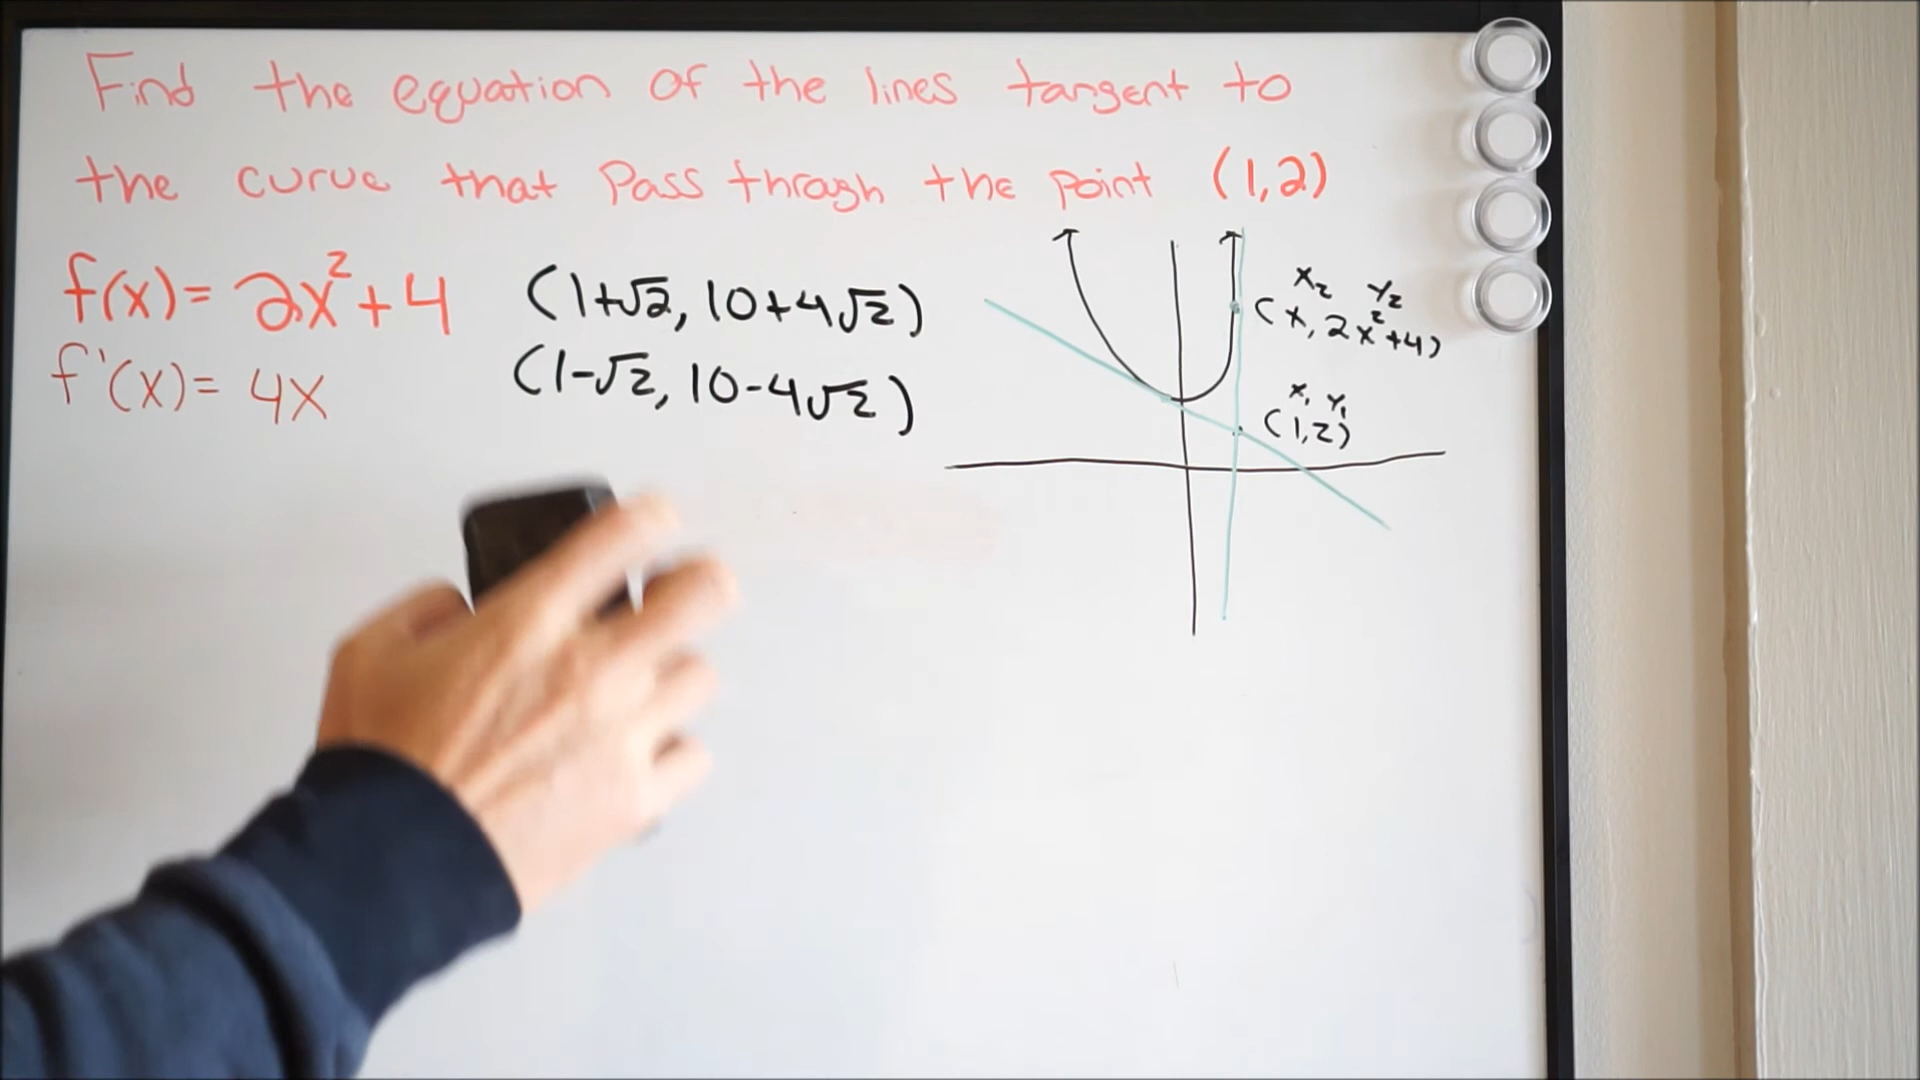 Find the equation of the lines tangent to
the curve that Pass through the point (1,2)
f(x)= 2x²+4
f'(x)= 4x
(1+√2, 10+4√2)
(1-√2, 10-4√2)
x₂ y₂
(x, 2x²+4)
x₁ y₁
(1,2)